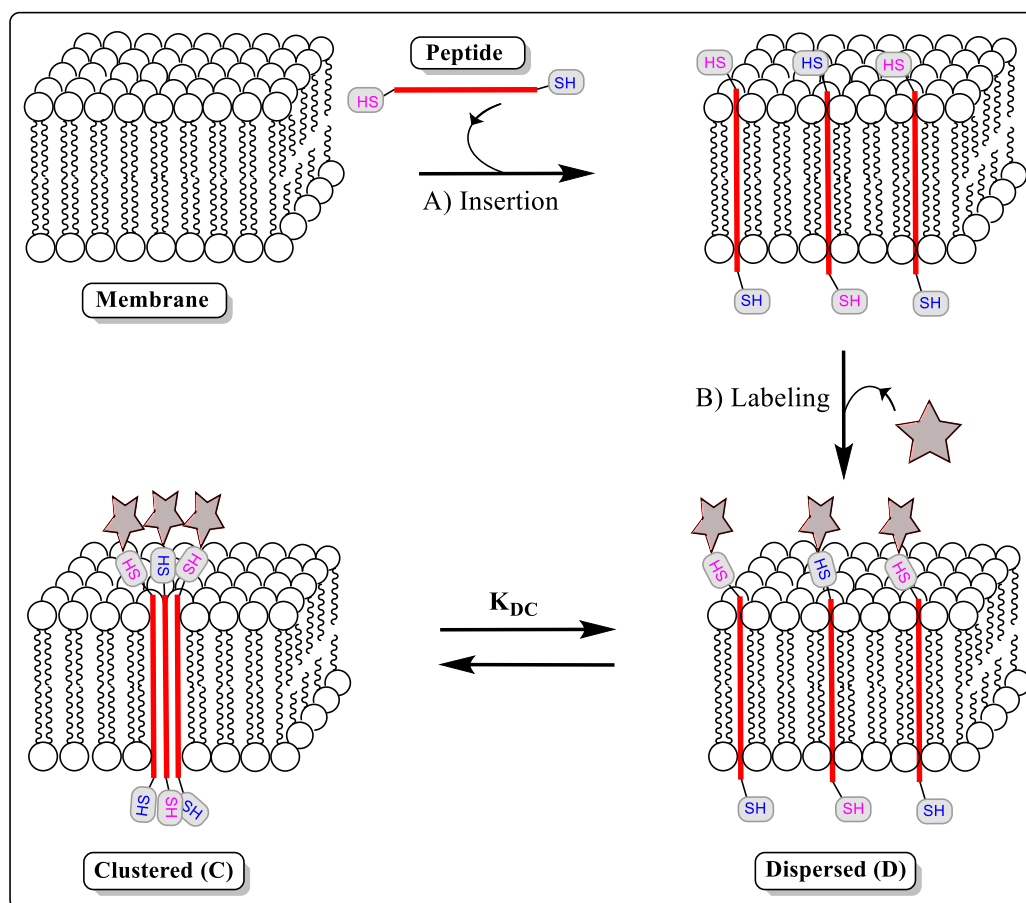 Peptide
HS
SH
HS
HS
HS
A) Insertion
Membrane
SH
SH
SH
B) Labeling
HS
HS
HS
HS
HS
HS
K_DC
SH
SH
SH
SH
SH
SH
Clustered (C)
Dispersed (D)